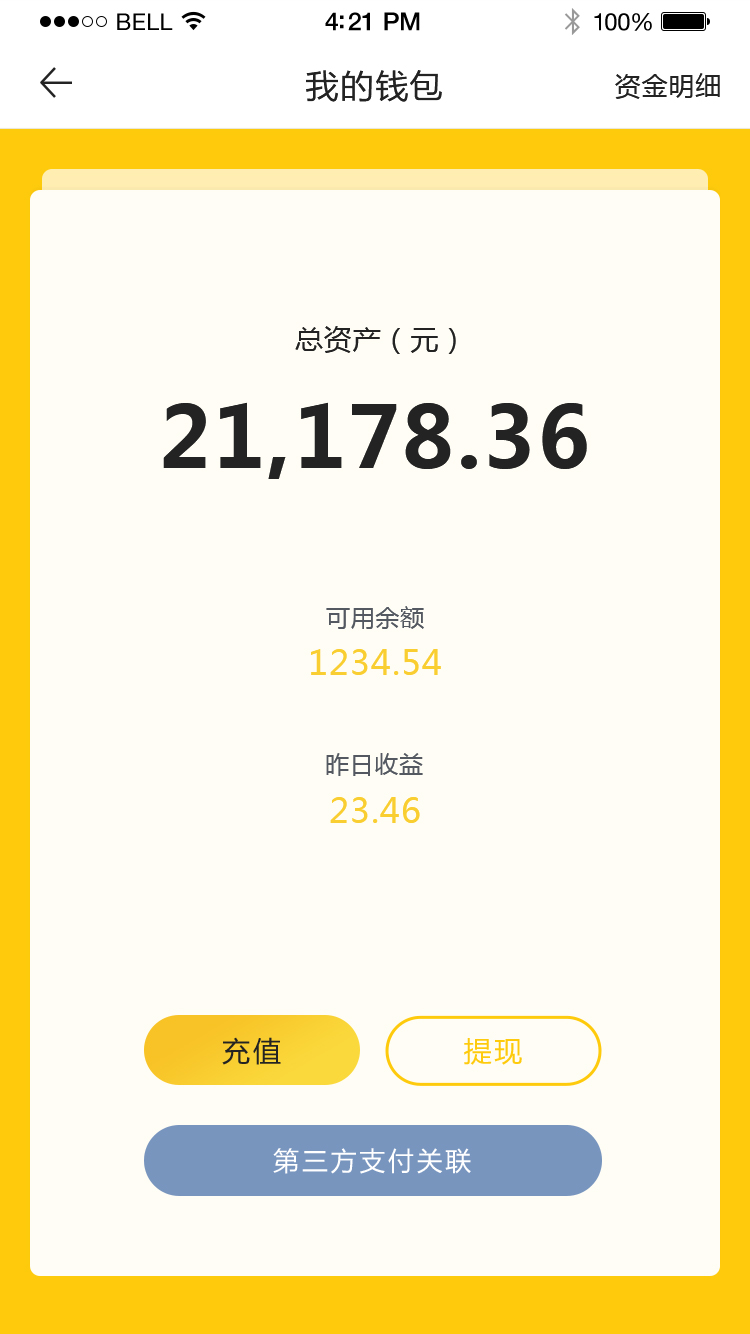 BELL 4:21 PM 100%
我的钱包 资金明细
总资产(元)
21,178.36
可用余额
1234.54
昨日收益
23.46
充值 提现
第三方支付关联